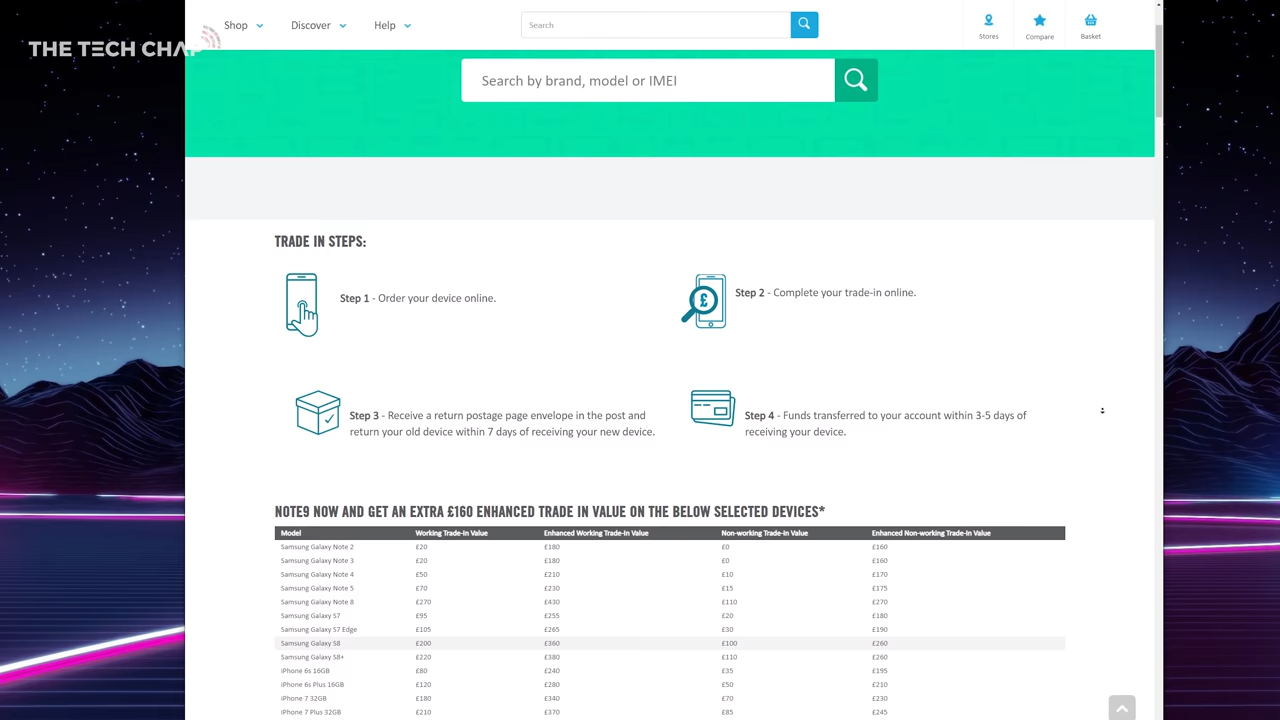 Shop Discover Help Search Stores Compare Basket
THE TECH CHAP
Search by brand, model or IMEI
TRADE IN STEPS:
Step 1 - Order your device online.
Step 2 - Complete your trade-in online.
Step 3 - Receive a return postage page envelope in the post and
return your old device within 7 days of receiving your new device.
Step 4 - Funds transferred to your account within 3-5 days of
receiving your device.
NOTE9 NOW AND GET AN EXTRA £160 ENHANCED TRADE IN VALUE ON THE BELOW SELECTED DEVICES*
Model Working Trade-In Value Enhanced Working Trade-In Value Non-working Trade-In Value Enhanced Non-working Trade-In Value
Samsung Galaxy Note 2 £20 £180 £0 £160
Samsung Galaxy Note 3 £20 £180 £0 £160
Samsung Galaxy Note 4 £50 £210 £10 £170
Samsung Galaxy Note 5 £70 £230 £15 £175
Samsung Galaxy Note 8 £270 £430 £110 £270
Samsung Galaxy S7 £95 £255 £20 £180
Samsung Galaxy S7 Edge £105 £265 £30 £190
Samsung Galaxy S8 £200 £360 £100 £260
Samsung Galaxy S8+ £220 £380 £110 £260
iPhone 6s 16GB £80 £240 £35 £195
iPhone 6s Plus 16GB £120 £280 £50 £210
iPhone 7 32GB £180 £340 £70 £230
iPhone 7 Plus 32GB £210 £370 £85 £245